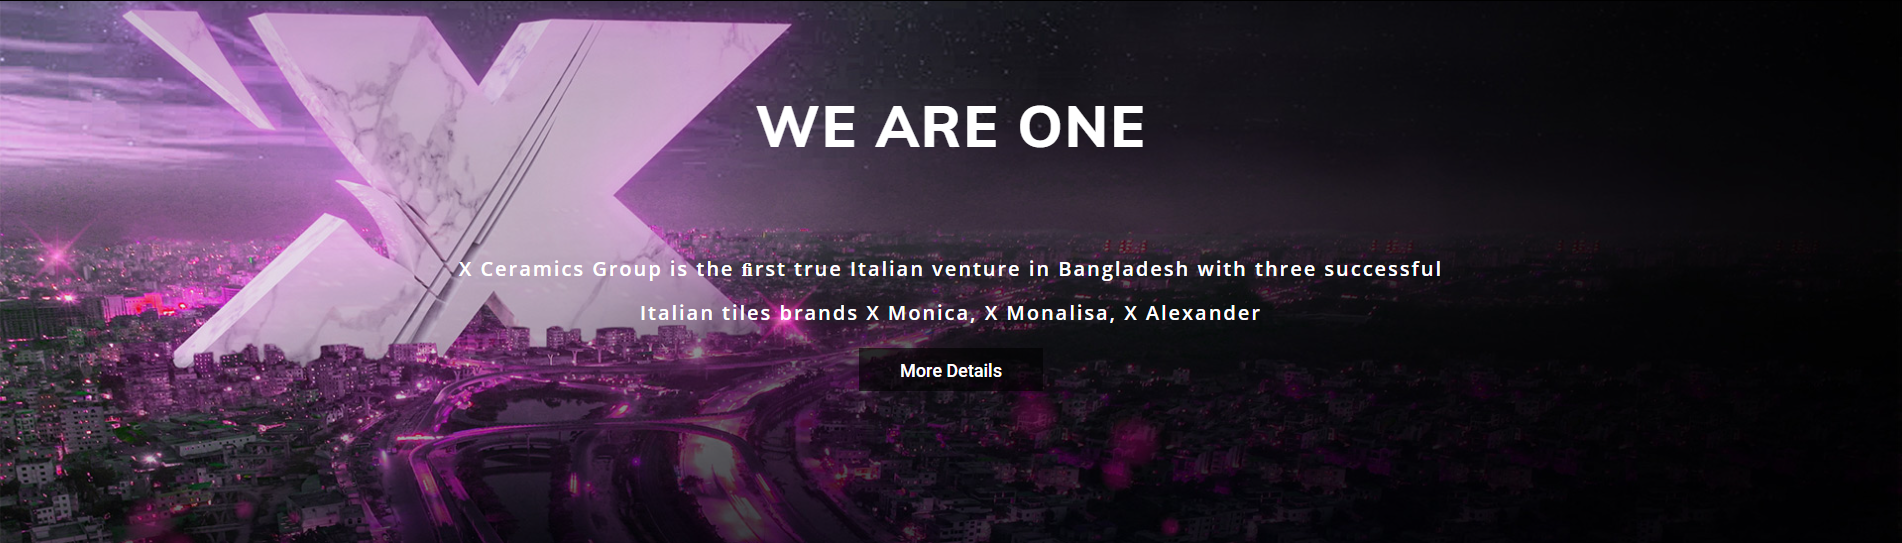 X
WE ARE ONE
X Ceramics Group is the first true Italian venture in Bangladesh with three successful
Italian tiles brands X Monica, X Monalisa, X Alexander
More Details